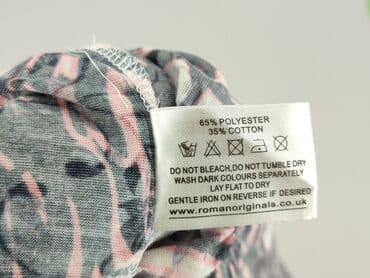 65% POLYESTER
35% COTTON
DO NOT BLEACH,DO NOT TUMBLE DRY
WASH DARK COLOURS SEPARATELY
LAY FLAT TO DRY
GENTLE IRON ON REVERSE IF DESIRED
www.romanoriginals.co.uk